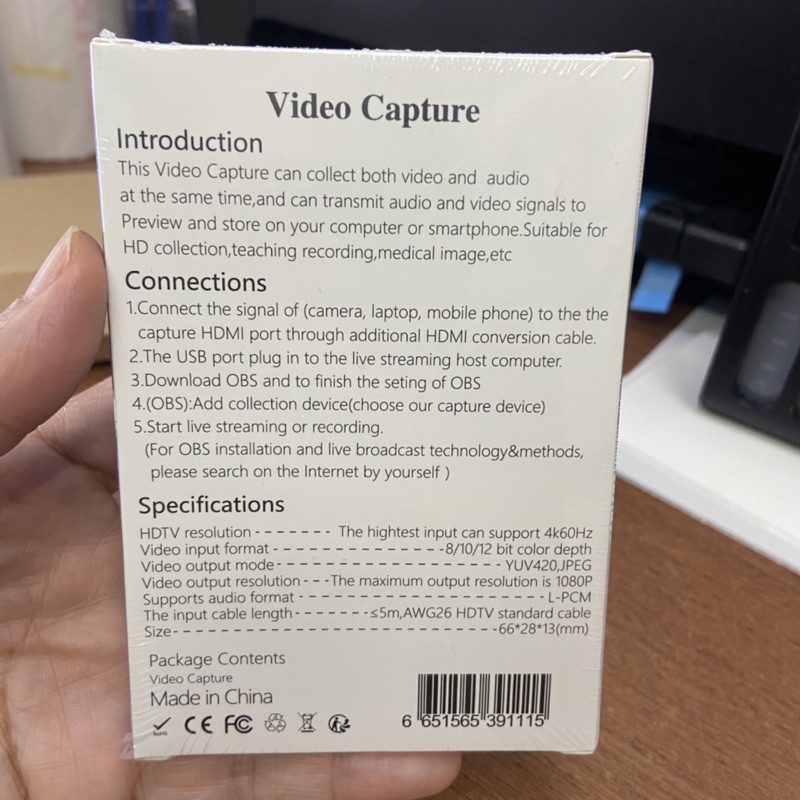 Video Capture
Introduction
This Video Capture can collect both video and audio
at the same time,and can transmit audio and video signals to
Preview and store on your computer or smartphone.Suitable for
HD collection,teaching recording,medical image,etc
Connections
1.Connect the signal of (camera, laptop, mobile phone) to the the
capture HDMI port through additional HDMI conversion cable.
2.The USB port plug in to the live streaming host computer.
3.Download OBS and to finish the seting of OBS
4.(OBS):Add collection device(choose our capture device)
5.Start live streaming or recording.
(For OBS installation and live broadcast technology&methods,
please search on the Internet by yourself )
Specifications
HDTV resolution - - - - - - - The hightest input can support 4k60Hz
Video input format - - - - - - - - - - - - - - -8/10/12 bit color depth
Video output mode- - - - - - - - - - - - - - - - - - - - YUV420,JPEG
Video output resolution - - -The maximum output resolution is 1080P
Supports audio format - - - - - - - - - - - - - - - - - - - - - - L-PCM
The input cable length- - - - - - -≤5m,AWG26 HDTV standard cable
Size- - - - - - - - - - - - - - - - - - - - - - - - - - - -66*28*13(mm)
Package Contents
Video Capture
Made in China
RoHS CE FC
6 651565 391115